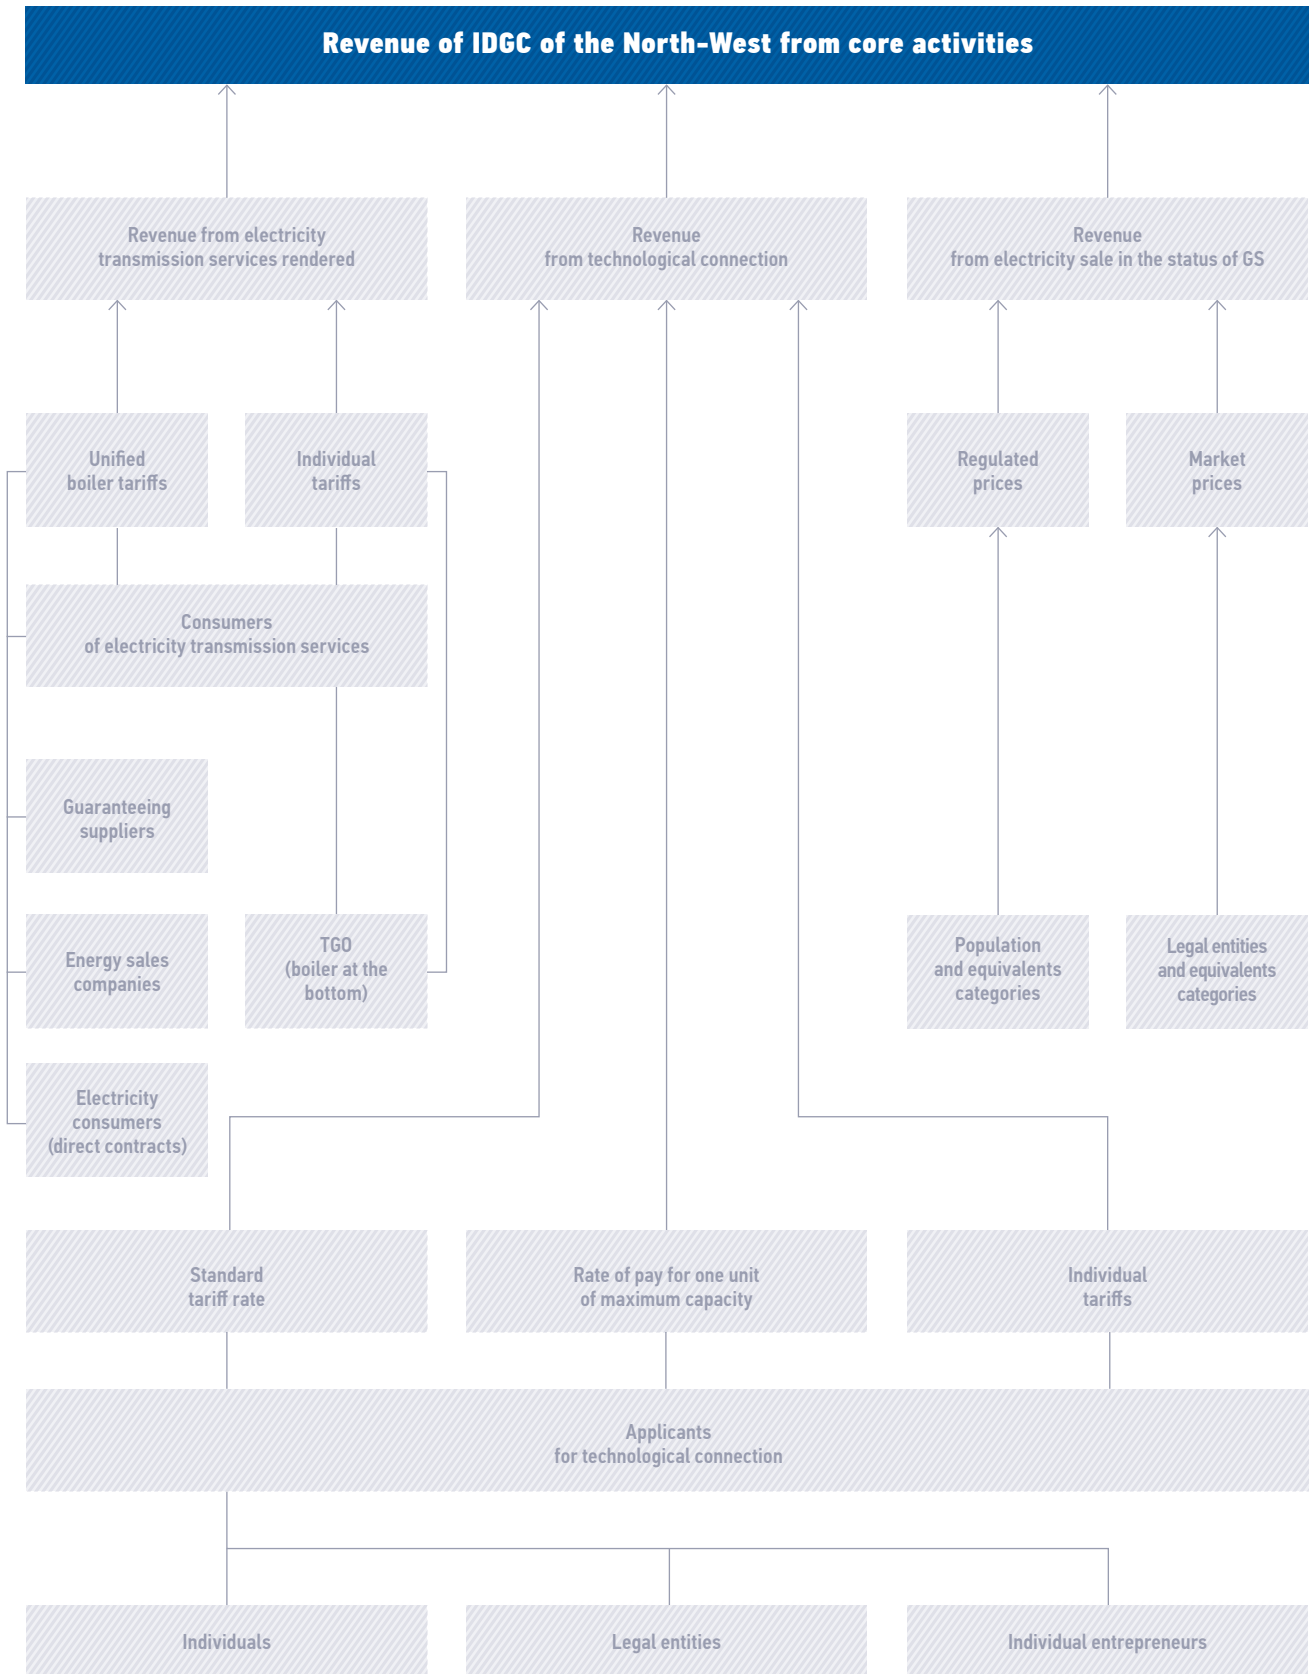 Revenue of IDGC of the North-West from core activities
Revenue from electricity
transmission services rendered
Revenue
from technological connection
Revenue
from electricity sale in the status of GS
Unified
boiler tariffs
Individual
tariffs
Regulated
prices
Market
prices
Consumers
of electricity transmission services
Guaranteeing
suppliers
Energy sales
companies
TGO
(boiler at the
bottom)
Population
and equivalents
categories
Legal entities
and equivalents
categories
Electricity
consumers
(direct contracts)
Standard
tariff rate
Rate of pay for one unit
of maximum capacity
Individual
tariffs
Applicants
for technological connection
Individuals
Legal entities
Individual entrepreneurs